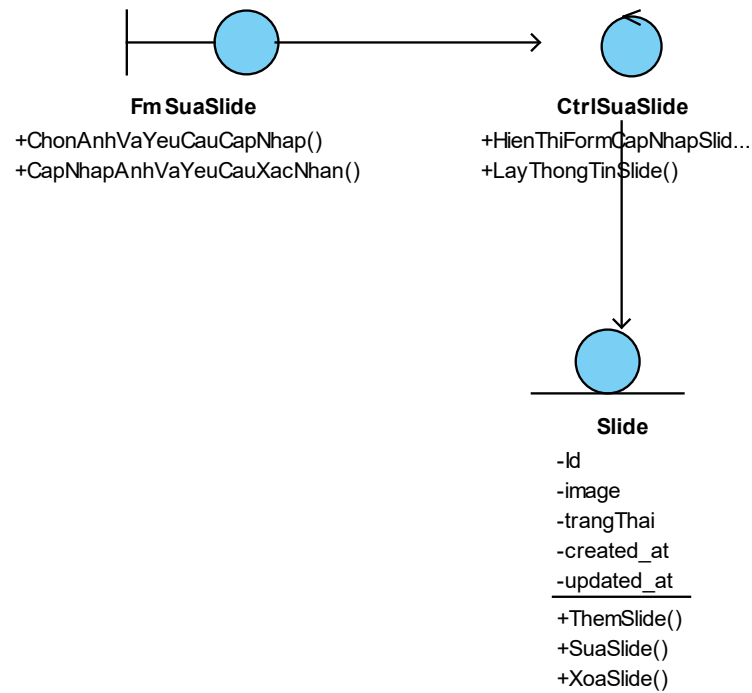 FmSuaSlide
+ChonAnhVaYeuCauCapNhap()
+CapNhapAnhVaYeuCauXacNhan()
CtrlSuaSlide
+HienThiFormCapNhapSlid...
+LayThongTinSlide()
Slide
-Id
-image
-trangThai
-created_at
-updated_at
+ThemSlide()
+SuaSlide()
+XoaSlide()